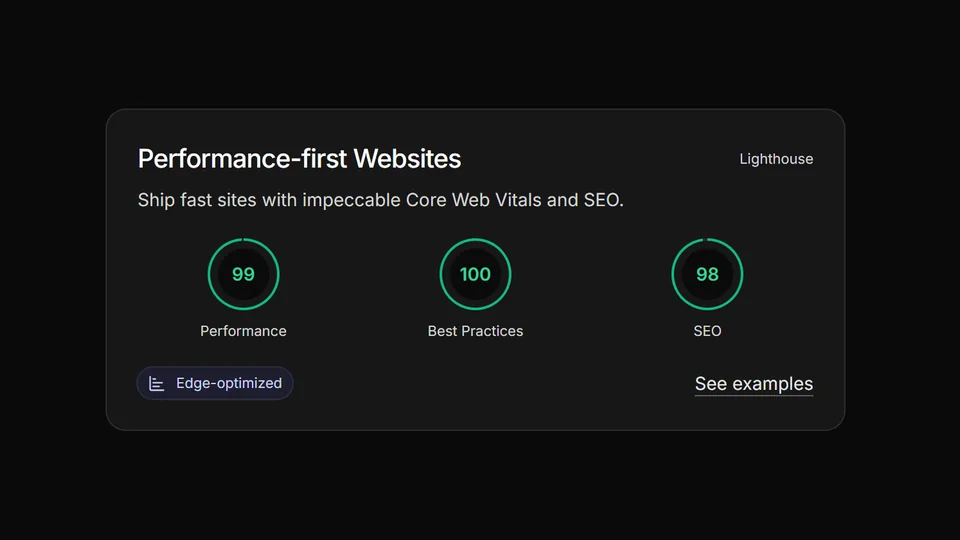 Performance-first Websites
Lighthouse
Ship fast sites with impeccable Core Web Vitals and SEO.
99
100
98
Performance
Best Practices
SEO
Edge-optimized
See examples